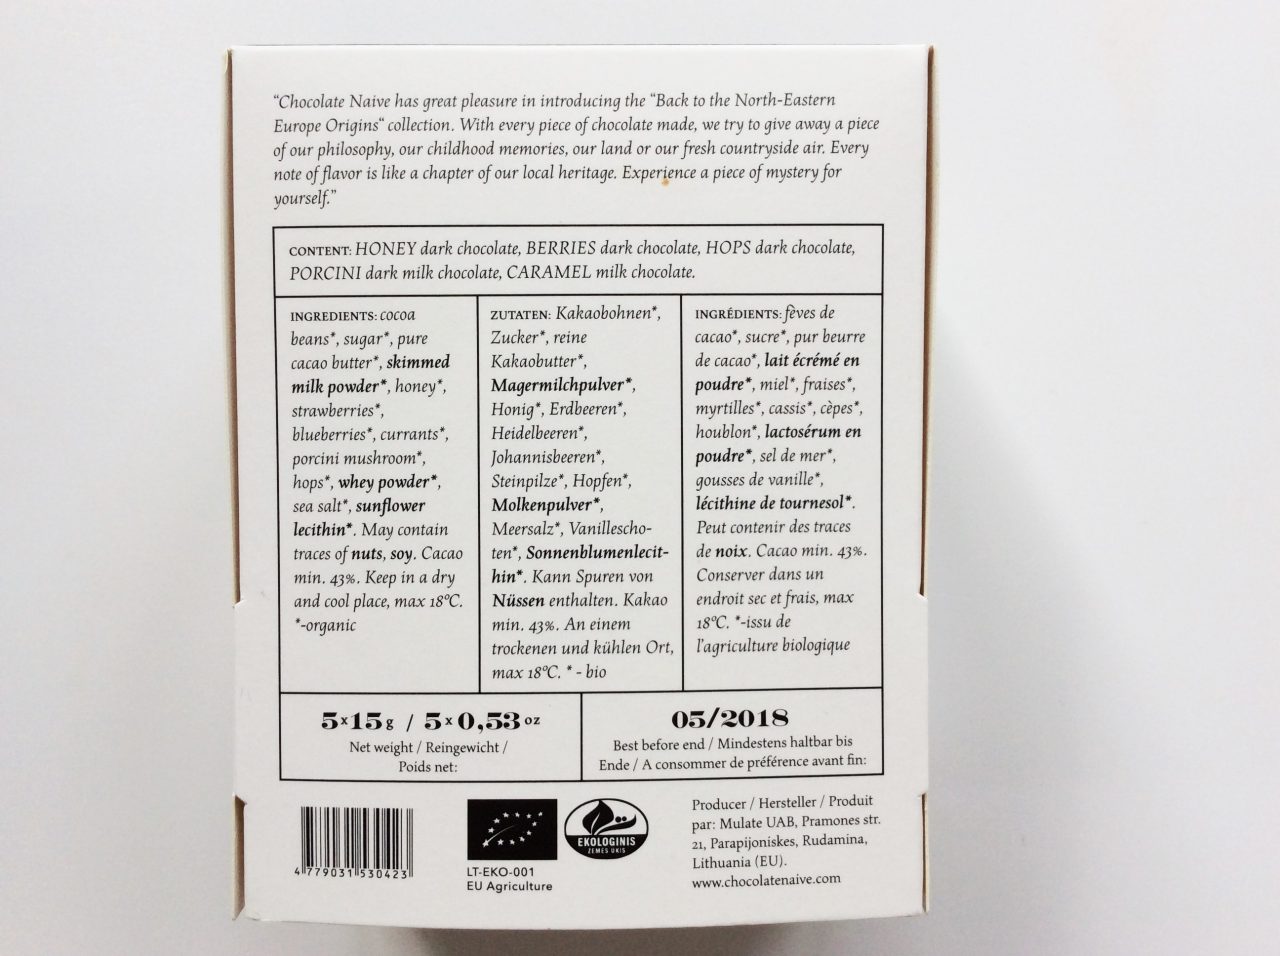 “Chocolate Naive has great pleasure in introducing the “Back to the North-Eastern
Europe Origins“ collection. With every piece of chocolate made, we try to give away a piece
of our philosophy, our childhood memories, our land or our fresh countryside air. Every
note of flavor is like a chapter of our local heritage. Experience a piece of mystery for
yourself.”
CONTENT: HONEY dark chocolate, BERRIES dark chocolate, HOPS dark chocolate,
PORCINI dark milk chocolate, CARAMEL milk chocolate.
INGREDIENTS: cocoa
beans*, sugar*, pure
cacao butter*, skimmed
milk powder*, honey*,
strawberries*,
blueberries*, currants*,
porcini mushroom*,
hops*, whey powder*,
sea salt*, sunflower
lecithin*. May contain
traces of nuts, soy. Cacao
min. 43%. Keep in a dry
and cool place, max 18ºC.
*-organic
ZUTATEN: Kakaobohnen*,
Zucker*, reine
Kakaobutter*,
Magermilchpulver*,
Honig*, Erdbeeren*,
Heidelbeeren*,
Johannisbeeren*,
Steinpilze*, Hopfen*,
Molkenpulver*,
Meersalz*, Vanillescho-
ten*, Sonnenblumenlecit-
hin*. Kann Spuren von
Nüssen enthalten. Kakao
min. 43%. An einem
trockenen und kühlen Ort,
max 18ºC. * - bio
INGRÉDIENTS: fèves de
cacao*, sucre*, pur beurre
de cacao*, lait écrémé en
poudre*, miel*, fraises*,
myrtilles*, cassis*, cèpes*,
houblon*, lactosérum en
poudre*, sel de mer*,
gousses de vanille*,
lécithine de tournesol*.
Peut contenir des traces
de noix. Cacao min. 43%.
Conserver dans un
endroit sec et frais, max
18ºC. *-issu de
l’agriculture biologique
5x15g / 5x0,53 oz
Net weight / Reingewicht /
Poids net:
05/2018
Best before end / Mindestens haltbar bis
Ende / A consommer de préférence avant fin:
4 779031 530423
LT-EKO-001
EU Agriculture
EKOLOGINIS
ŽEMĖS ŪKIS
Producer / Hersteller / Produit
par: Mulate UAB, Pramones str.
21, Parapijoniskes, Rudamina,
Lithuania (EU).
www.chocolatenaive.com